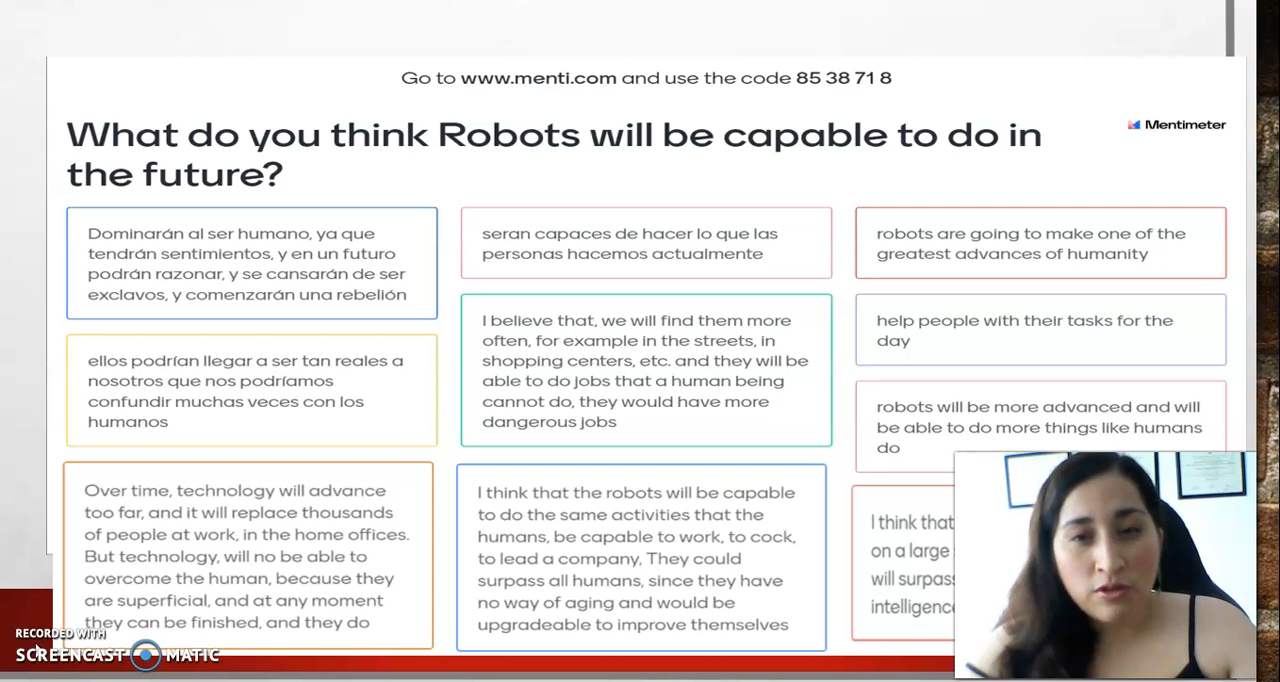 Go to www.menti.com and use the code 85 38 71 8
What do you think Robots will be capable to do in
the future?
Mentimeter
Dominarán al ser humano, ya que
tendrán sentimientos, y en un futuro
podrán razonar, y se cansarán de ser
exclavos, y comenzarán una rebelión
ellos podrían llegar a ser tan reales a
nosotros que nos podríamos
confundir muchas veces con los
humanos
Over time, technology will advance
too far, and it will replace thousands
of people at work, in the home offices.
But technology, will no be able to
overcome the human, because they
are superficial, and at any moment
they can be finished, and they do
seran capaces de hacer lo que las
personas hacemos actualmente
I believe that, we will find them more
often, for example in the streets, in
shopping centers, etc. and they will be
able to do jobs that a human being
cannot do, they would have more
dangerous jobs
I think that the robots will be capable
to do the same activities that the
humans, be capable to work, to cock,
to lead a company, They could
surpass all humans, since they have
no way of aging and would be
upgradeable to improve themselves
robots are going to make one of the
greatest advances of humanity
help people with their tasks for the
day
robots will be more advanced and will
be able to do more things like humans
do
I think that
on a large
will surpass
intelligence
RECORDED WITH
SCREENCAST MATIC